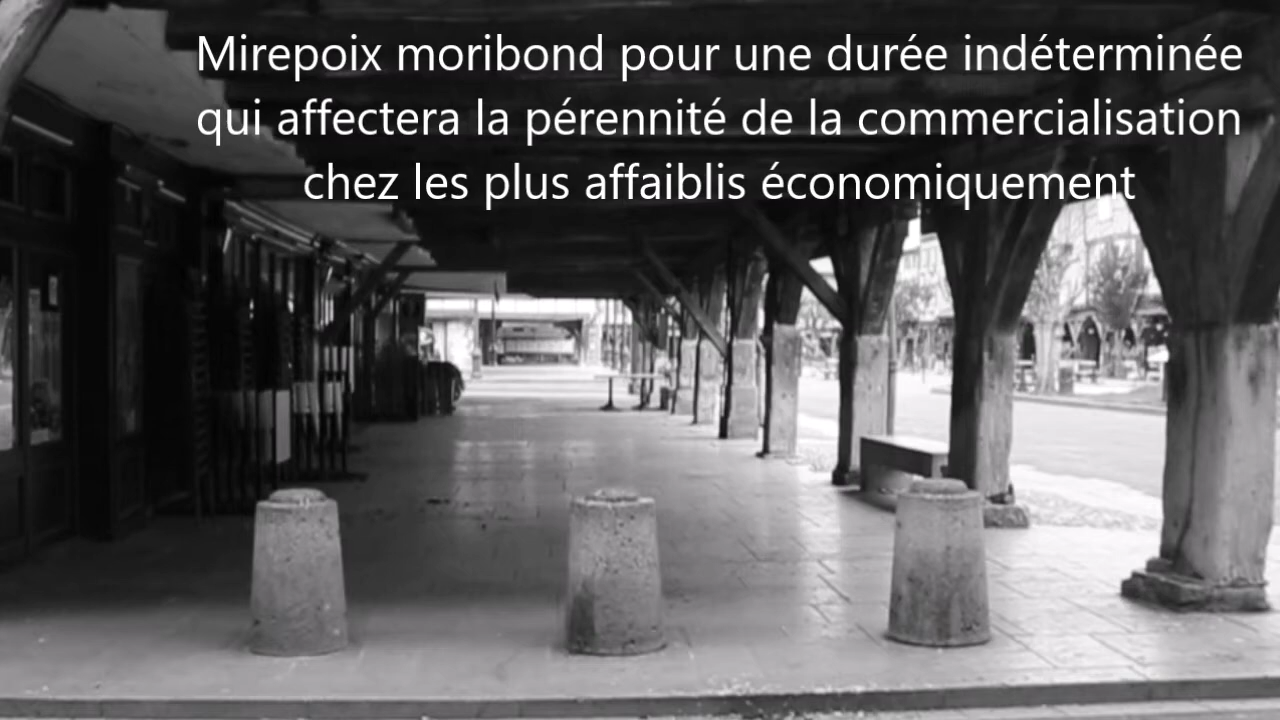 Mirepoix moribond pour une durée indéterminée
qui affectera la pérennité de la commercialisation
chez les plus affaiblis économiquement